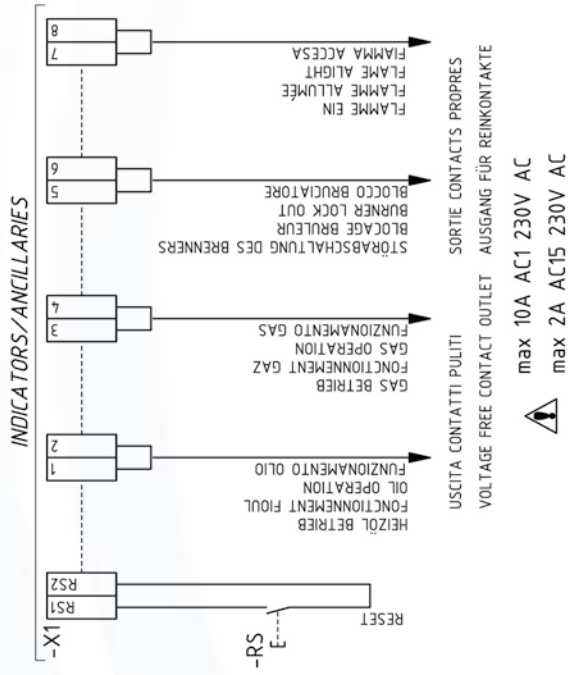 INDICATORS/ANCILLARIES
-X1
RS1
RS2
1
2
3
4
5
6
7
8
-RS
RESET
HEIZÖL BETRIEB
FONCTIONNEMENT FIOUL
OIL OPERATION
FUNZIONAMENTO OLIO
GAS BETRIEB
FONCTIONNEMENT GAZ
GAS OPERATION
FUNZIONAMENTO GAS
STÖRABSCHALTUNG DES BRENNERS
BLOCAGE BRULEUR
BURNER LOCK OUT
BLOCCO BRUCIATORE
FLAMME EIN
FLAMME ALLUMÉE
FLAME ALIGHT
FIAMMA ACCESA
USCITA CONTATTI PULITI
SORTIE CONTACTS PROPRES
VOLTAGE FREE CONTACT OUTLET
AUSGANG FÜR REINKONTAKTE
max 10A AC1 230V AC
max 2A AC15 230V AC